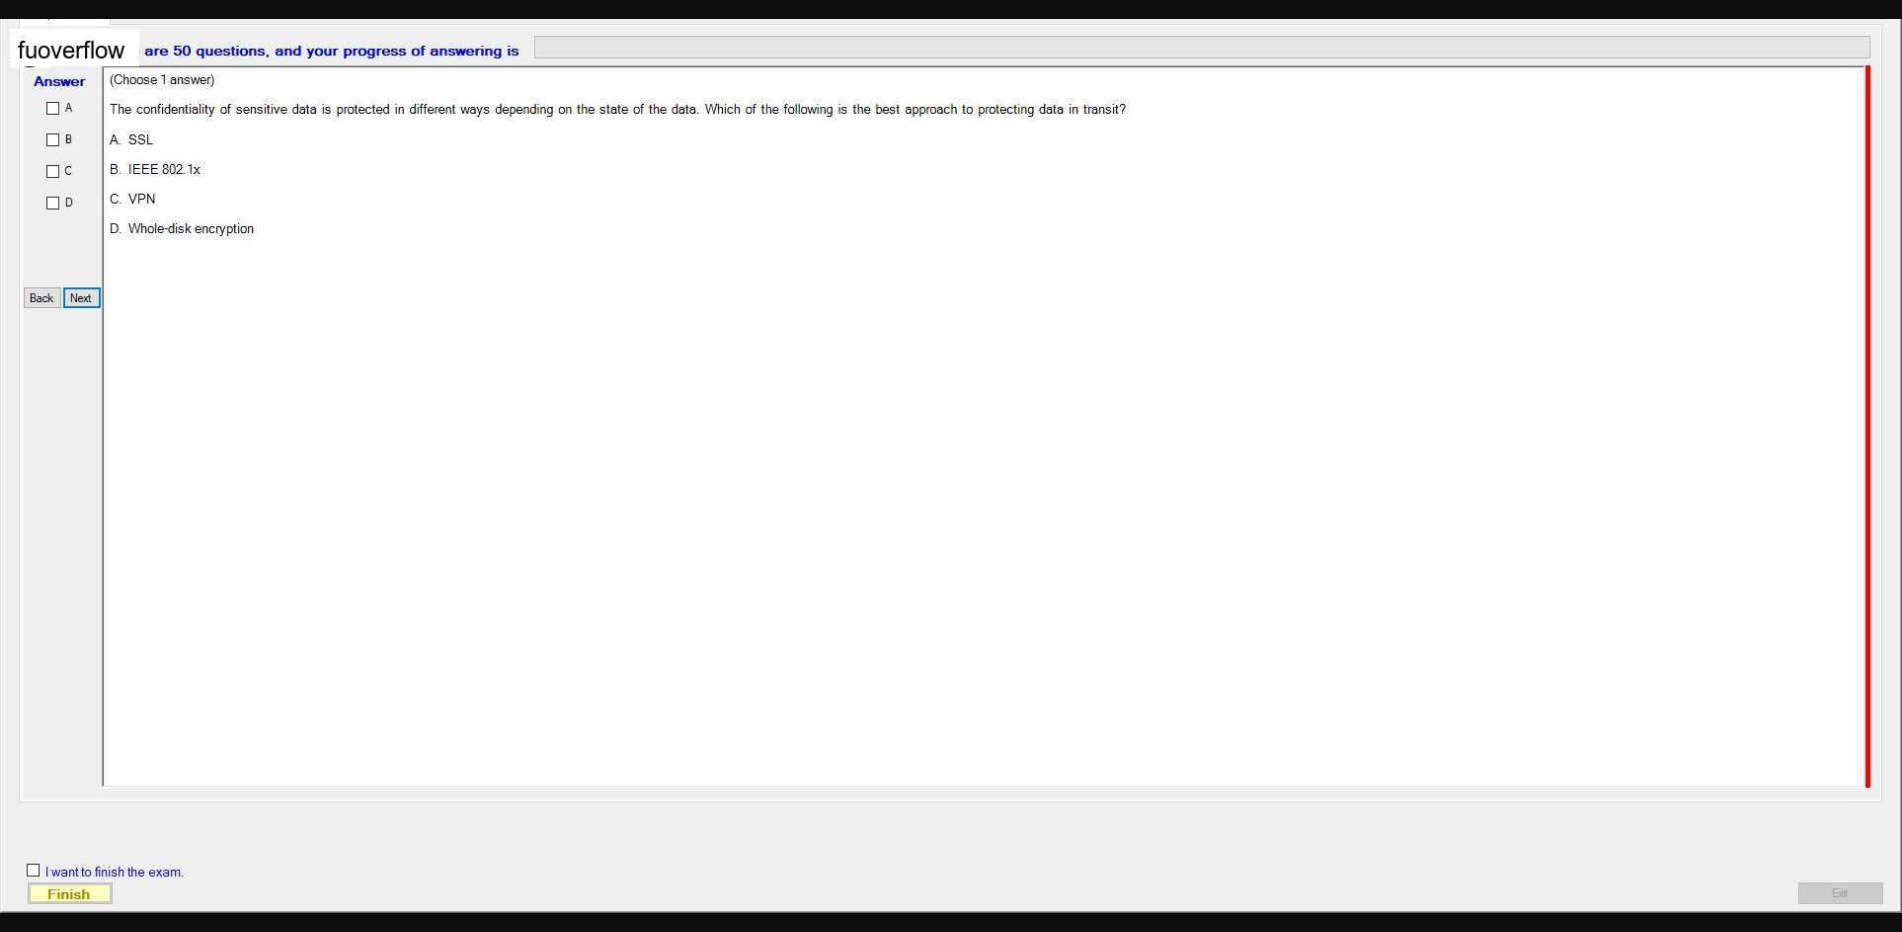 fuoverflow are 50 questions, and your progress of answering is
Answer
(Choose 1 answer)
A
The confidentiality of sensitive data is protected in different ways depending on the state of the data. Which of the following is the best approach to protecting data in transit?
B
A. SSL
C
B. IEEE 802.1x
D
C. VPN
D. Whole-disk encryption
Back Next
I want to finish the exam.
Finish
Exit